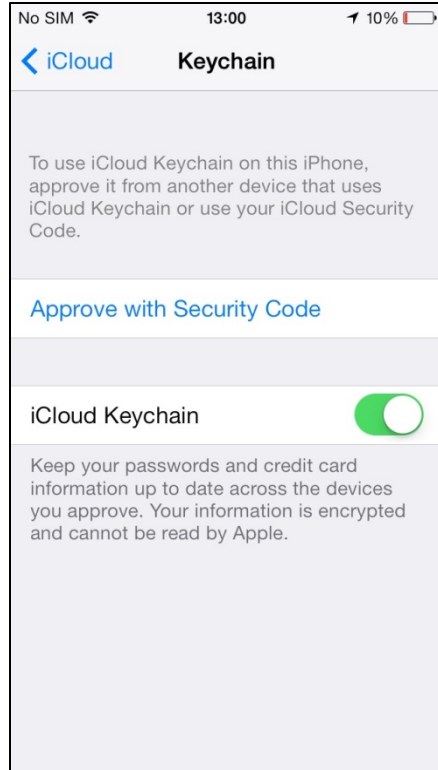 No SIM 13:00 10%
iCloud Keychain
To use iCloud Keychain on this iPhone,
approve it from another device that uses
iCloud Keychain or use your iCloud Security
Code.
Approve with Security Code
iCloud Keychain
Keep your passwords and credit card
information up to date across the devices
you approve. Your information is encrypted
and cannot be read by Apple.